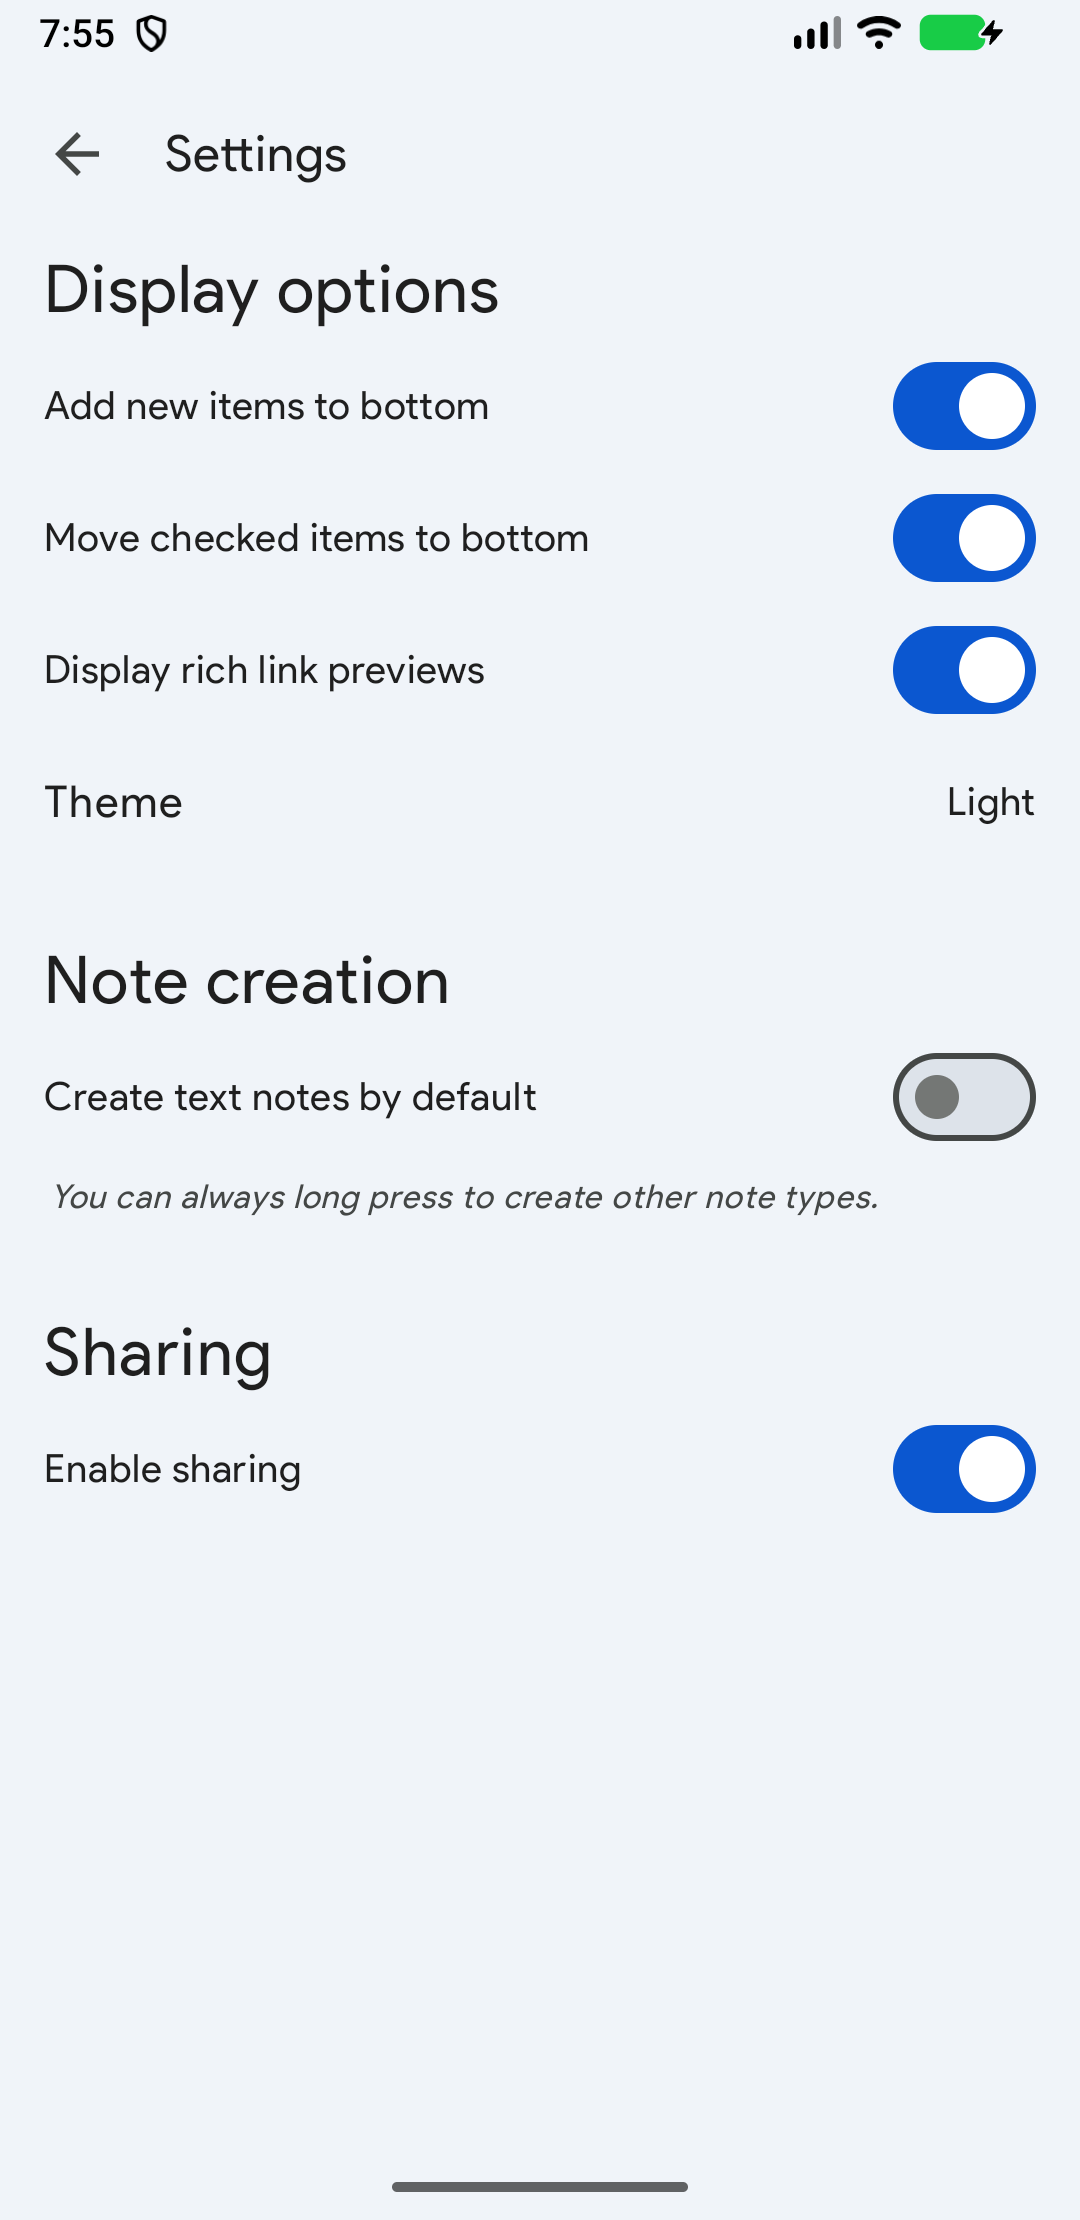 7:55
Settings
Display options
Add new items to bottom
Move checked items to bottom
Display rich link previews
Theme Light
Note creation
Create text notes by default
You can always long press to create other note types.
Sharing
Enable sharing